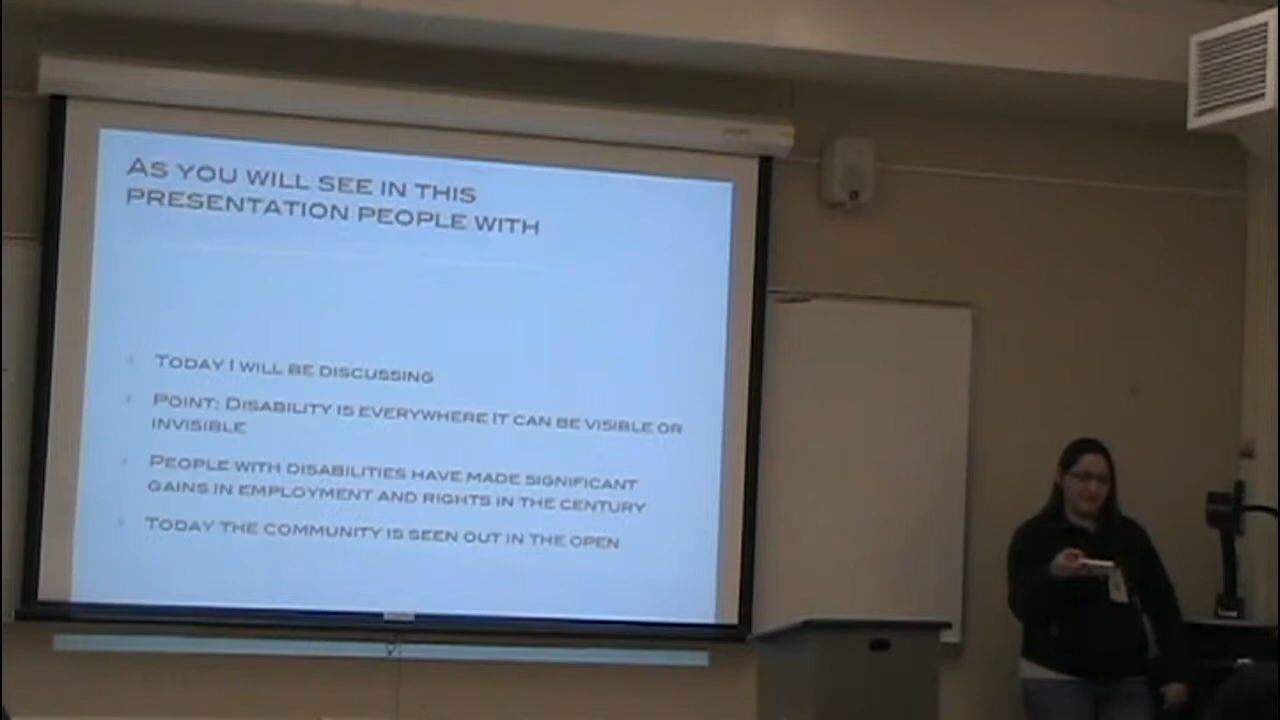 AS YOU WILL SEE IN THIS
PRESENTATION PEOPLE WITH
TODAY I WILL BE DISCUSSING
POINT: DISABILITY IS EVERYWHERE IT CAN BE VISIBLE OR
INVISIBLE
PEOPLE WITH DISABILITIES HAVE MADE SIGNIFICANT
GAINS IN EMPLOYMENT AND RIGHTS IN THE CENTURY
TODAY THE COMMUNITY IS SEEN OUT IN THE OPEN